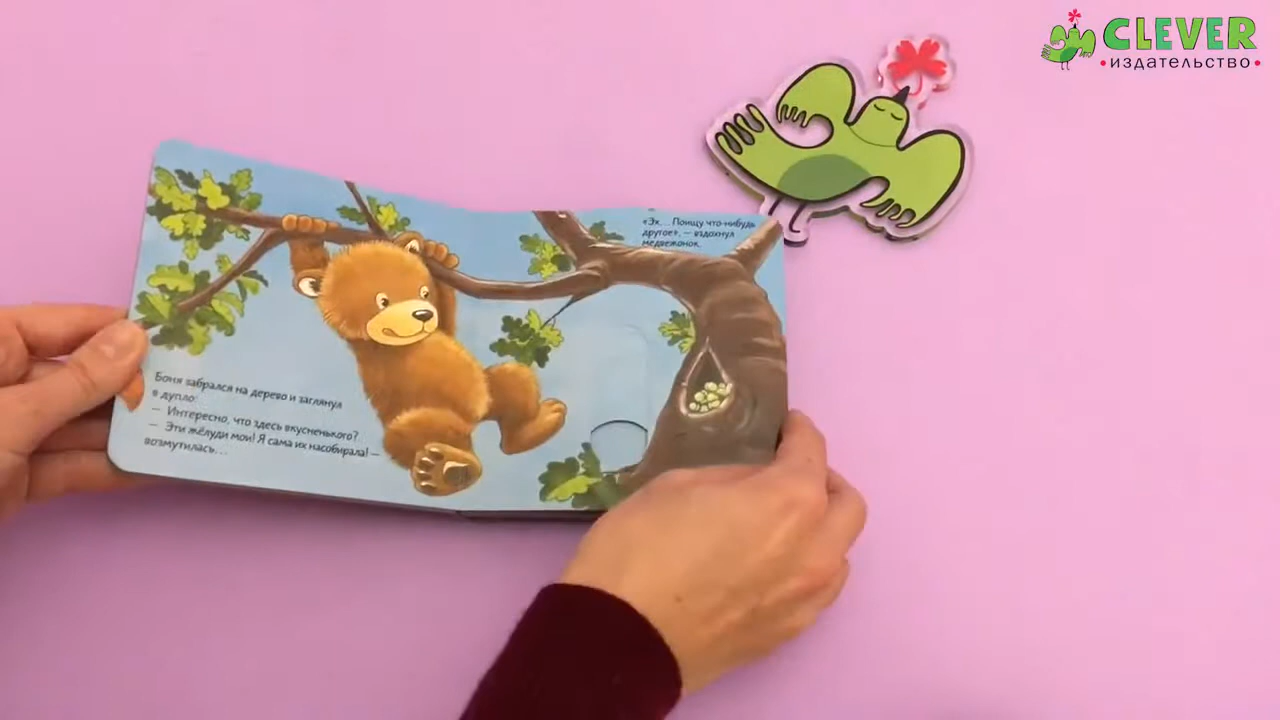 CLEVER
•издательство•
«Эх... Поищу что-нибудь
другое», — вздохнул
медвежонок.
Боня забрался на дерево и заглянул
в дупло:
— Интересно, что здесь вкусненького?
— Эти жёлуди мои! Я сама их насобирала! —
возмутилась...